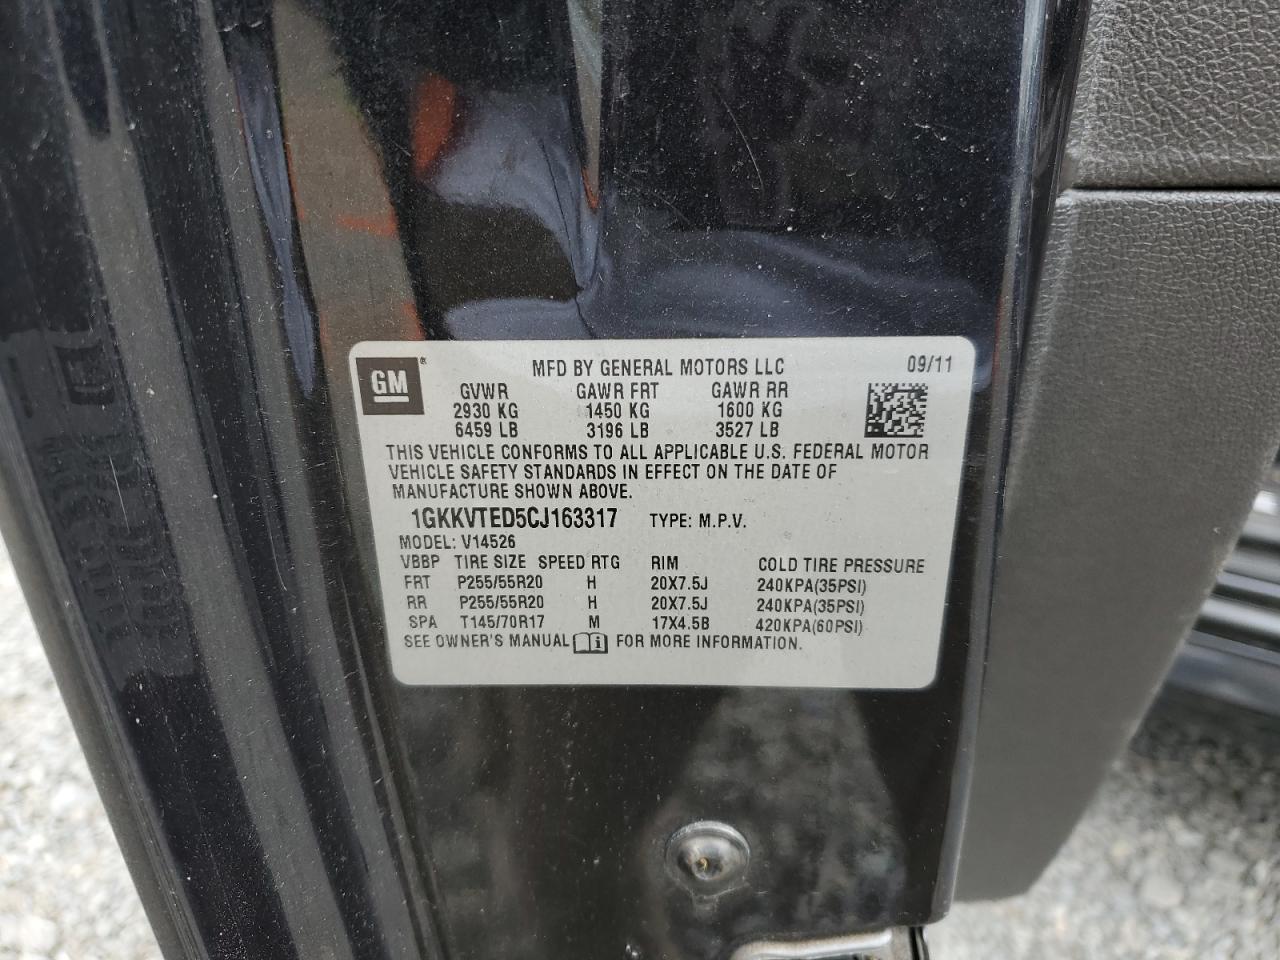 GM®
MFD BY GENERAL MOTORS LLC 09/11
GVWR GAWR FRT GAWR RR
2930 KG 1450 KG 1600 KG
6459 LB 3196 LB 3527 LB
THIS VEHICLE CONFORMS TO ALL APPLICABLE U.S. FEDERAL MOTOR
VEHICLE SAFETY STANDARDS IN EFFECT ON THE DATE OF
MANUFACTURE SHOWN ABOVE.
1GKKVTED5CJ163317 TYPE: M.P.V.
MODEL: V14526
VBBP TIRE SIZE SPEED RTG RIM COLD TIRE PRESSURE
FRT P255/55R20 H 20X7.5J 240KPA(35PSI)
RR P255/55R20 H 20X7.5J 240KPA(35PSI)
SPA T145/70R17 M 17X4.5B 420KPA(60PSI)
SEE OWNER'S MANUAL i FOR MORE INFORMATION.